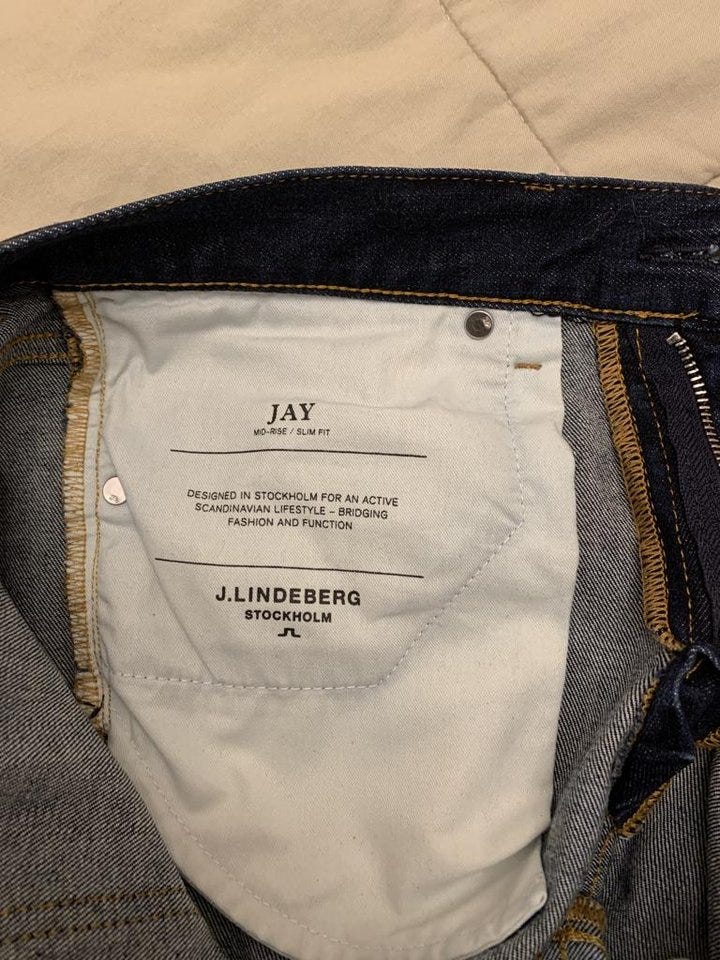 JAY
MID-RISE / SLIM FIT
DESIGNED IN STOCKHOLM FOR AN ACTIVE
SCANDINAVIAN LIFESTYLE – BRIDGING
FASHION AND FUNCTION
J.LINDEBERG
STOCKHOLM